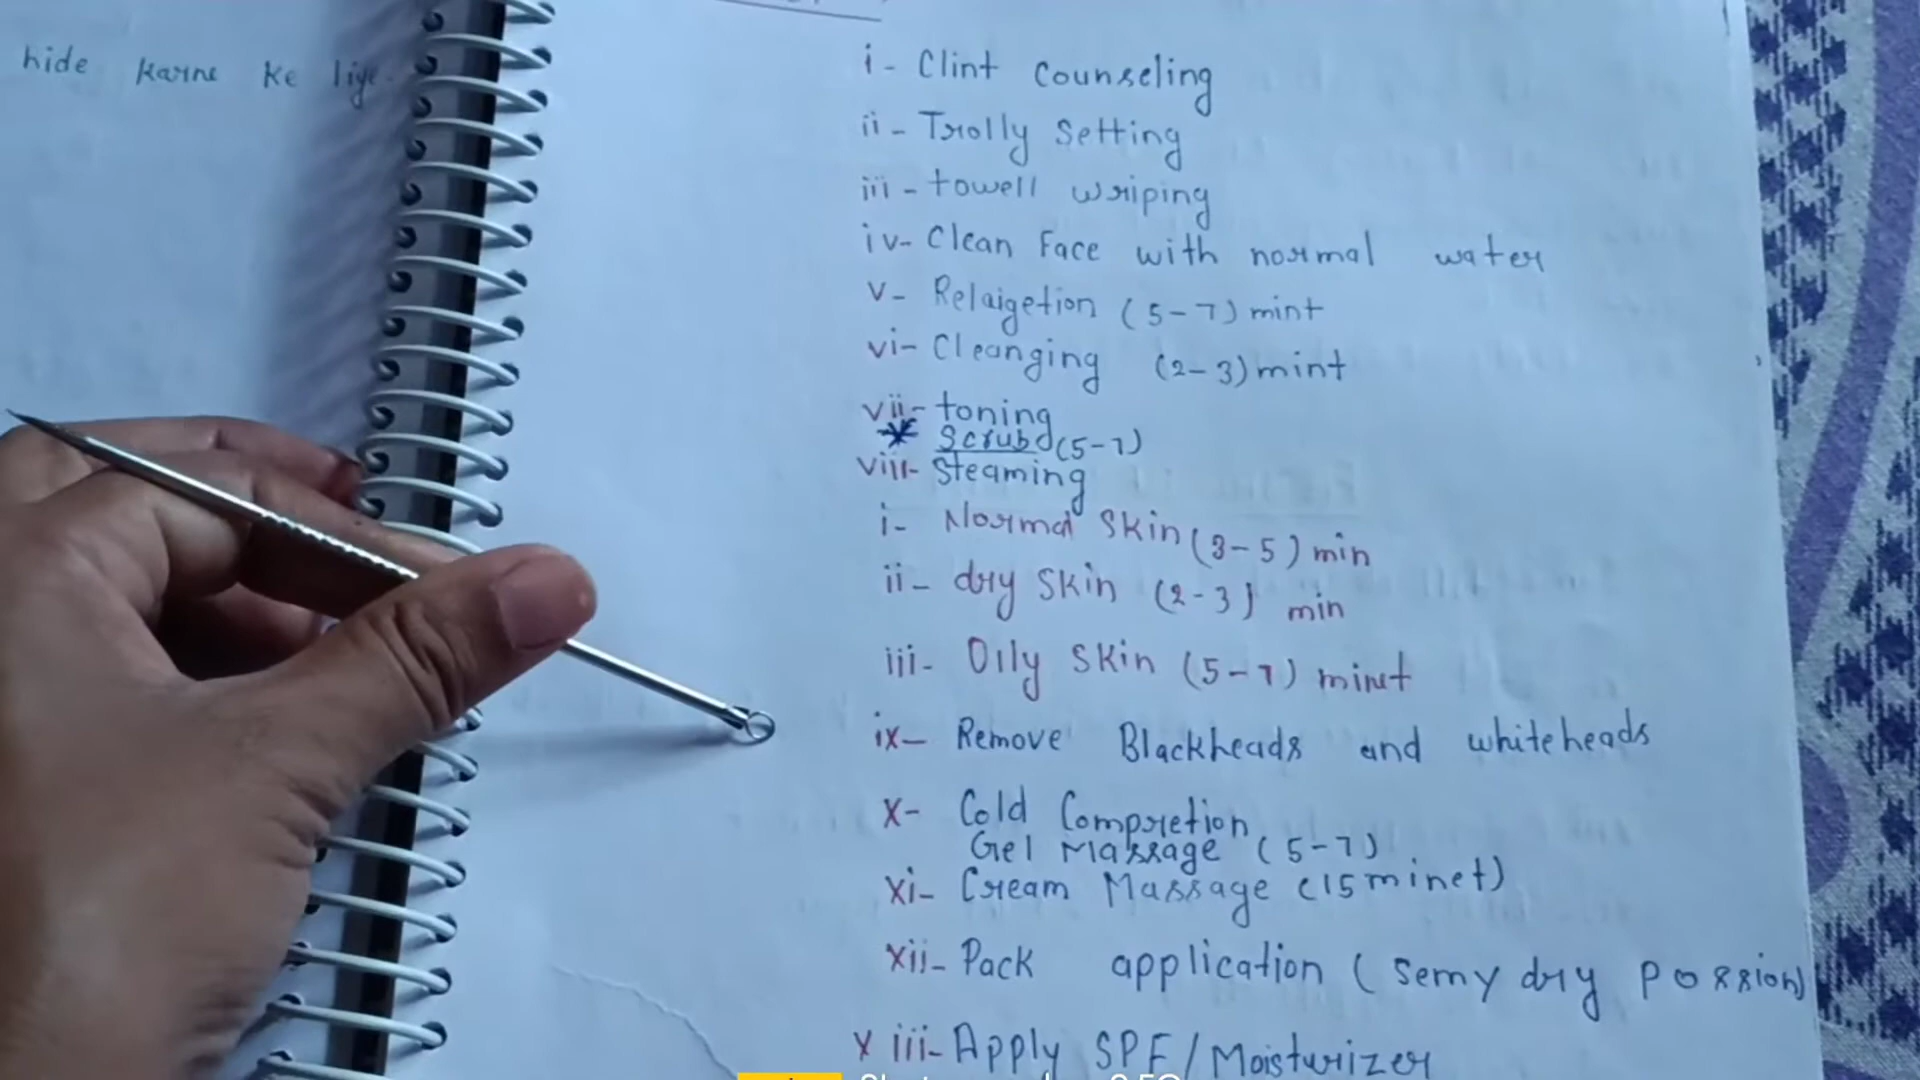 hide karne ke liye
i- Clint Counseling
ii- Trolly Setting
iii- towell wriping
iv- Clean Face with normal water
v- Relaigetion (5-7) mint
vi- Cleanging (2-3) mint
vii- toning
* Scrub (5-7)
viii- Steaming
i- Normal Skin (3-5) min
ii- dry Skin (2-3) min
iii- Oily Skin (5-7) minut
ix- Remove Blackheads and whiteheads
x- Cold Compretion
Gel Massage (5-7)
xi- Cream Massage (15 minet)
xii- Pack application (Semy dry Possion)
xiii- Apply SPF/Moisturizer